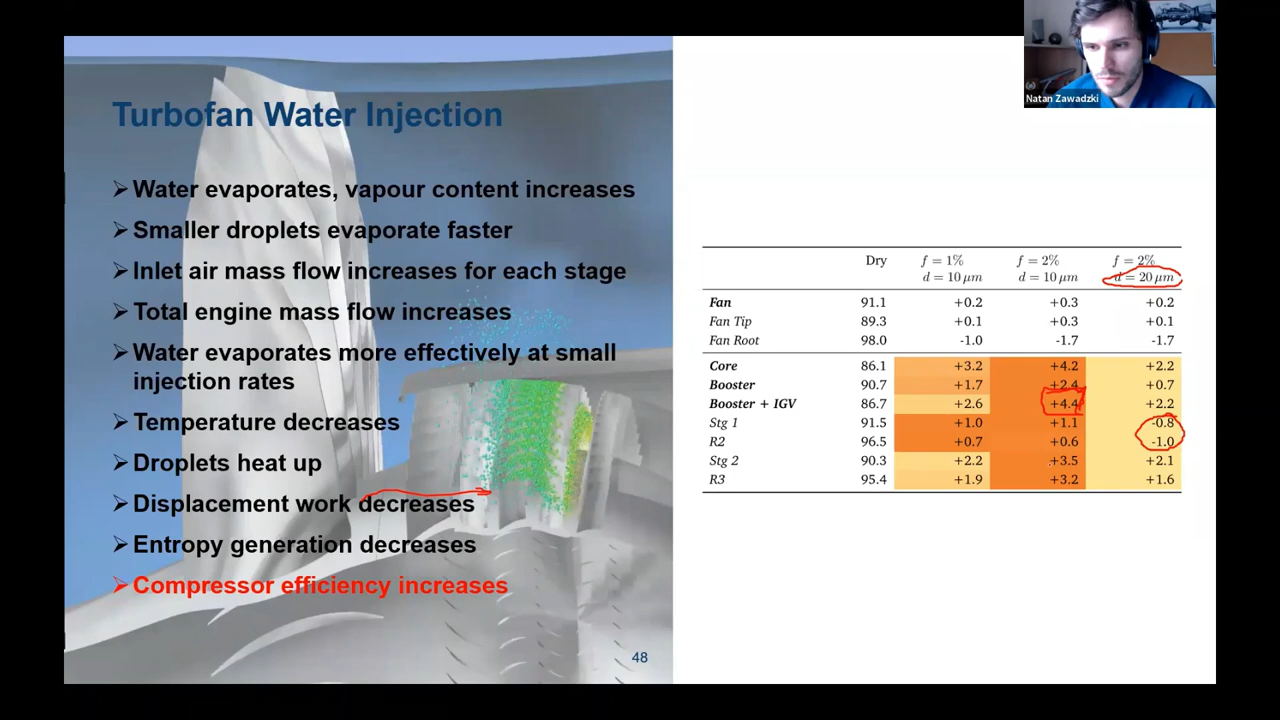 Natan Zawadzki
Turbofan Water Injection
➢Water evaporates, vapour content increases
➢Smaller droplets evaporate faster
➢Inlet air mass flow increases for each stage
➢Total engine mass flow increases
➢Water evaporates more effectively at small
injection rates
➢Temperature decreases
➢Droplets heat up
➢Displacement work decreases
➢Entropy generation decreases
➢Compressor efficiency increases
48
Dry f = 1% f = 2% f = 2%
d = 10 μm d = 10 μm d = 20 μm
Fan 91.1 +0.2 +0.3 +0.2
Fan Tip 89.3 +0.1 +0.3 +0.1
Fan Root 98.0 -1.0 -1.7 -1.7
Core 86.1 +3.2 +4.2 +2.2
Booster 90.7 +1.7 +2.4 +0.7
Booster + IGV 86.7 +2.6 +4.4 +2.2
Stg 1 91.5 +1.0 +1.1 -0.8
R2 96.5 +0.7 +0.6 -1.0
Stg 2 90.3 +2.2 +3.5 +2.1
R3 95.4 +1.9 +3.2 +1.6